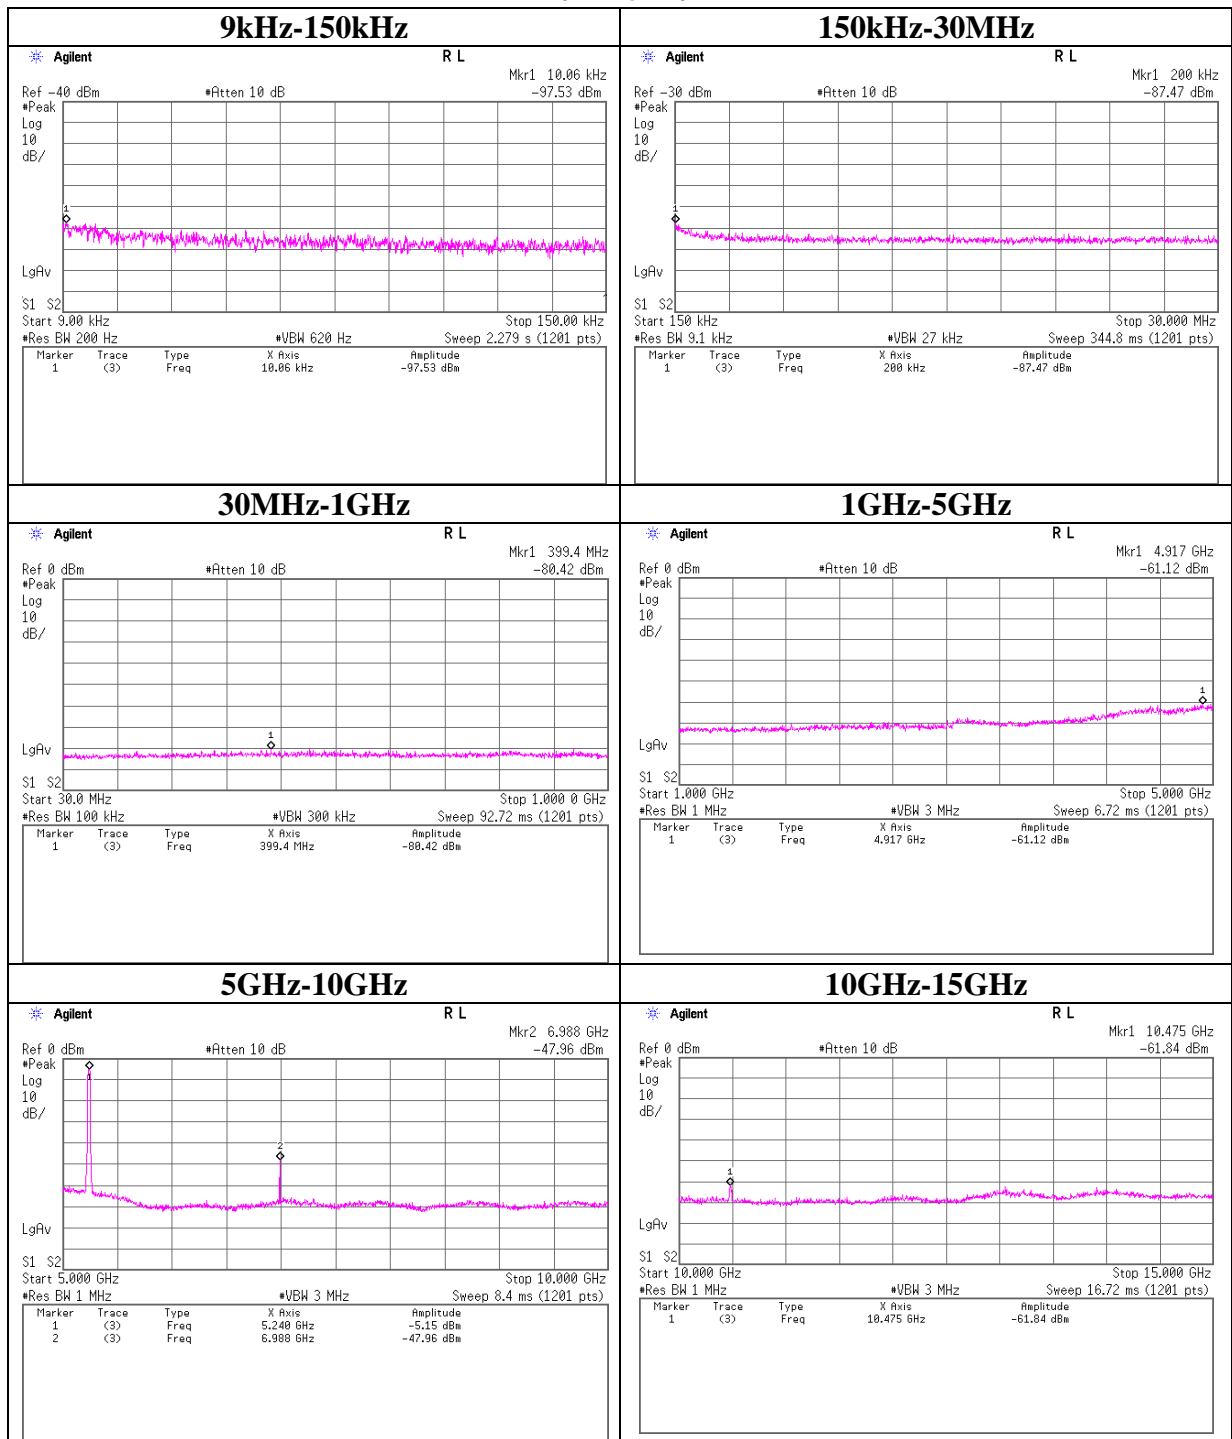 9kHz-150kHz
Agilent R L
Mkr1 10.06 kHz
Ref -40 dBm #Atten 10 dB -97.53 dBm
#Peak
Log
10
dB/
1
LgAv
S1 S2
Start 9.00 kHz Stop 150.00 kHz
#Res BW 200 Hz #VBW 620 Hz Sweep 2.279 s (1201 pts)
Marker Trace Type X Axis Amplitude
1 (3) Freq 10.06 kHz -97.53 dBm
150kHz-30MHz
Agilent R L
Mkr1 200 kHz
Ref -30 dBm #Atten 10 dB -87.47 dBm
#Peak
Log
10
dB/
1
LgAv
S1 S2
Start 150 kHz Stop 30.000 MHz
#Res BW 9.1 kHz #VBW 27 kHz Sweep 344.8 ms (1201 pts)
Marker Trace Type X Axis Amplitude
1 (3) Freq 200 kHz -87.47 dBm
30MHz-1GHz
Agilent R L
Mkr1 399.4 MHz
Ref 0 dBm #Atten 10 dB -80.42 dBm
#Peak
Log
10
dB/
1
LgAv
S1 S2
Start 30.0 MHz Stop 1.000 0 GHz
#Res BW 100 kHz #VBW 300 kHz Sweep 92.72 ms (1201 pts)
Marker Trace Type X Axis Amplitude
1 (3) Freq 399.4 MHz -80.42 dBm
1GHz-5GHz
Agilent R L
Mkr1 4.917 GHz
Ref 0 dBm #Atten 10 dB -61.12 dBm
#Peak
Log
10
dB/
1
LgAv
S1 S2
Start 1.000 GHz Stop 5.000 GHz
#Res BW 1 MHz #VBW 3 MHz Sweep 6.72 ms (1201 pts)
Marker Trace Type X Axis Amplitude
1 (3) Freq 4.917 GHz -61.12 dBm
5GHz-10GHz
Agilent R L
Mkr2 6.988 GHz
Ref 0 dBm #Atten 10 dB -47.96 dBm
#Peak
Log
10
dB/
1
2
LgAv
S1 S2
Start 5.000 GHz Stop 10.000 GHz
#Res BW 1 MHz #VBW 3 MHz Sweep 8.4 ms (1201 pts)
Marker Trace Type X Axis Amplitude
1 (3) Freq 5.240 GHz -5.15 dBm
2 (3) Freq 6.988 GHz -47.96 dBm
10GHz-15GHz
Agilent R L
Mkr1 10.475 GHz
Ref 0 dBm #Atten 10 dB -61.84 dBm
#Peak
Log
10
dB/
1
LgAv
S1 S2
Start 10.000 GHz Stop 15.000 GHz
#Res BW 1 MHz #VBW 3 MHz Sweep 16.72 ms (1201 pts)
Marker Trace Type X Axis Amplitude
1 (3) Freq 10.475 GHz -61.84 dBm